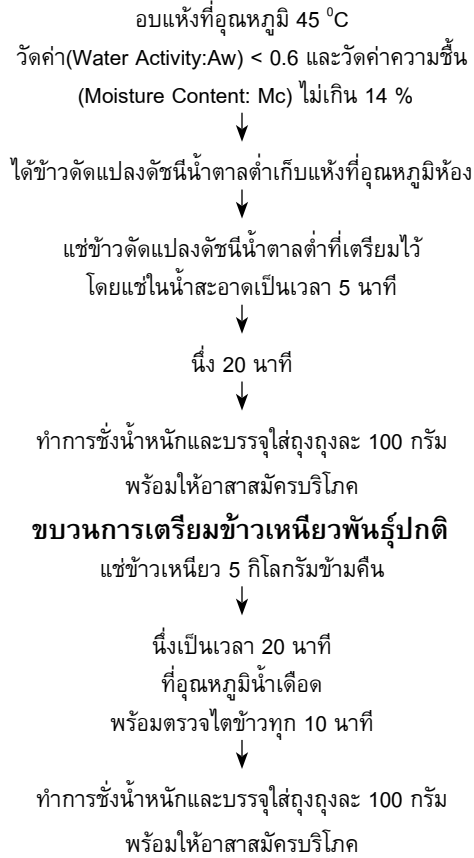 อบแห้งที่อุณหภูมิ 45 ⁰C
วัดค่า(Water Activity:Aw) < 0.6 และวัดค่าความชื้น
(Moisture Content: Mc) ไม่เกิน 14 %
ได้ข้าวดัดแปลงดัชนีน้ำตาลต่ำเก็บแห้งที่อุณหภูมิห้อง
แช่ข้าวดัดแปลงดัชนีน้ำตาลต่ำที่เตรียมไว้
โดยแช่ในน้ำสะอาดเป็นเวลา 5 นาที
นึ่ง 20 นาที
ทำการชั่งน้ำหนักและบรรจุใส่ถุงถุงละ 100 กรัม
พร้อมให้อาสาสมัครบริโภค
ขบวนการเตรียมข้าวเหนียวพันธุ์ปกติ
แช่ข้าวเหนียว 5 กิโลกรัมข้ามคืน
นึ่งเป็นเวลา 20 นาที
ที่อุณหภูมิน้ำเดือด
พร้อมตรวจไตข้าวทุก 10 นาที
ทำการชั่งน้ำหนักและบรรจุใส่ถุงถุงละ 100 กรัม
พร้อมให้อาสาสมัครบริโภค